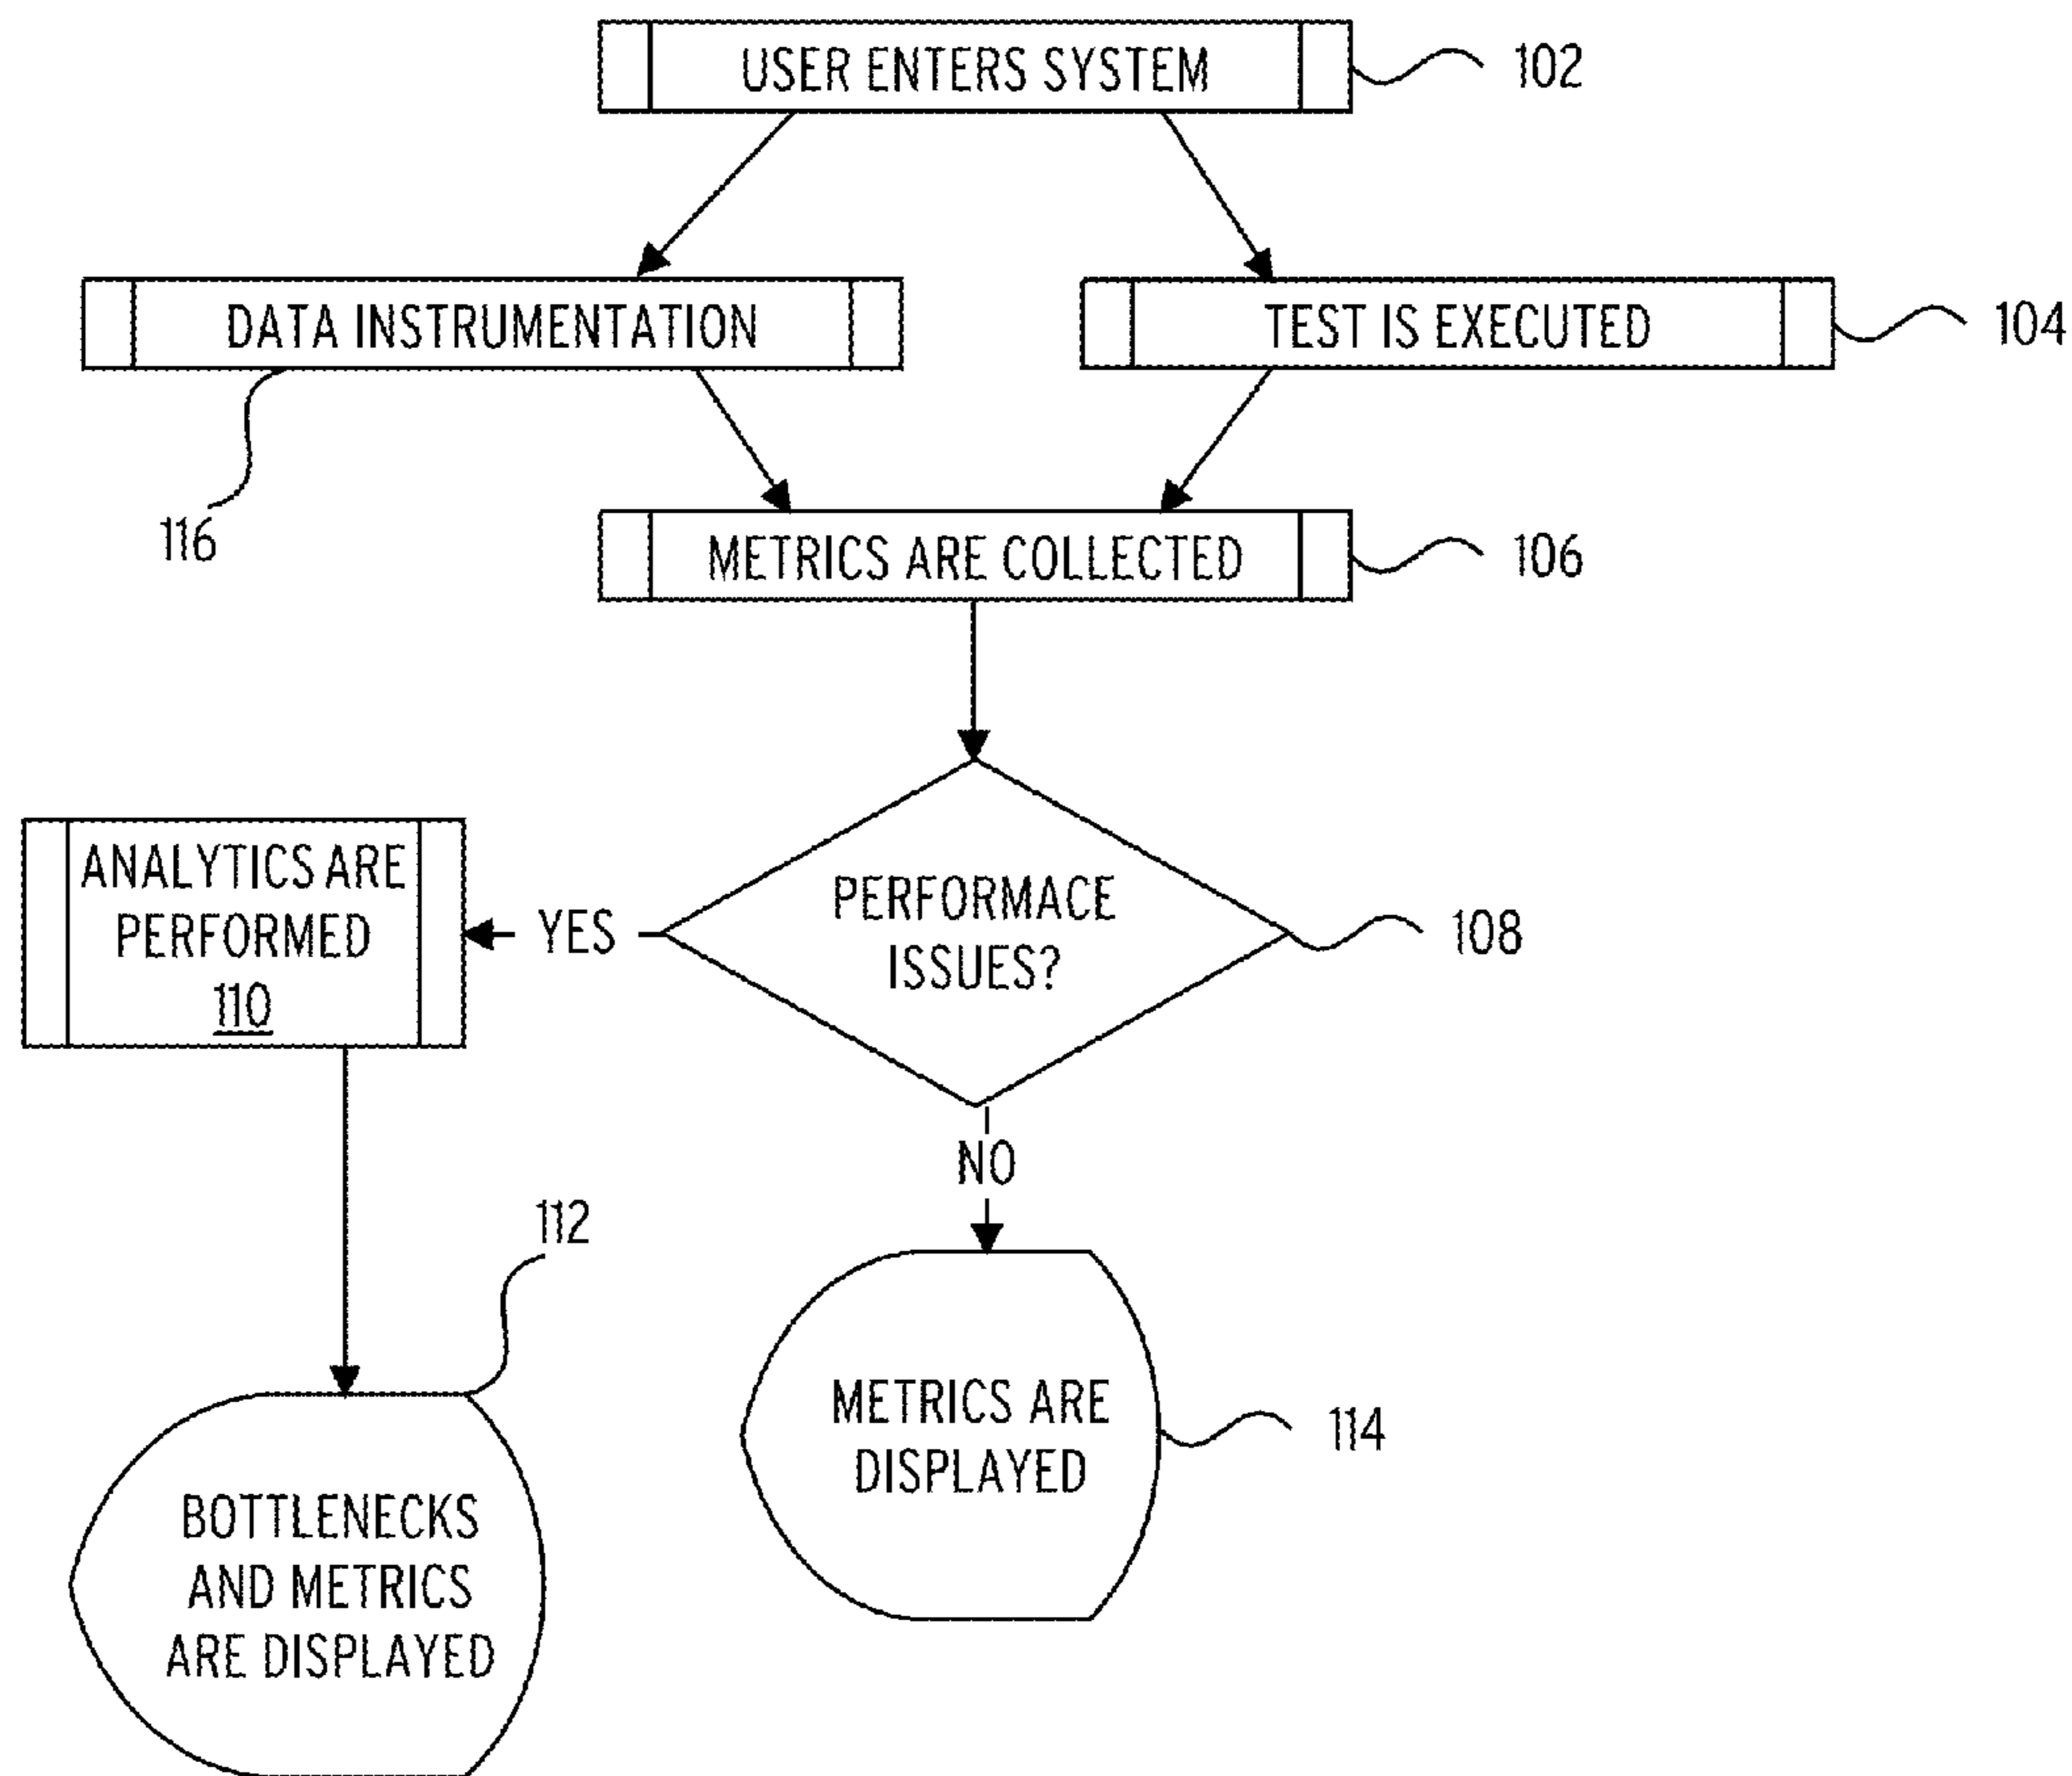 USER ENTERS SYSTEM
102
DATA INSTRUMENTATION
TEST IS EXECUTED
104
116
METRICS ARE COLLECTED
106
ANALYTICS ARE
PERFORMED
110
YES
PERFORMACE
ISSUES?
108
NO
112
METRICS ARE
DISPLAYED
114
BOTTLENECKS
AND METRICS
ARE DISPLAYED